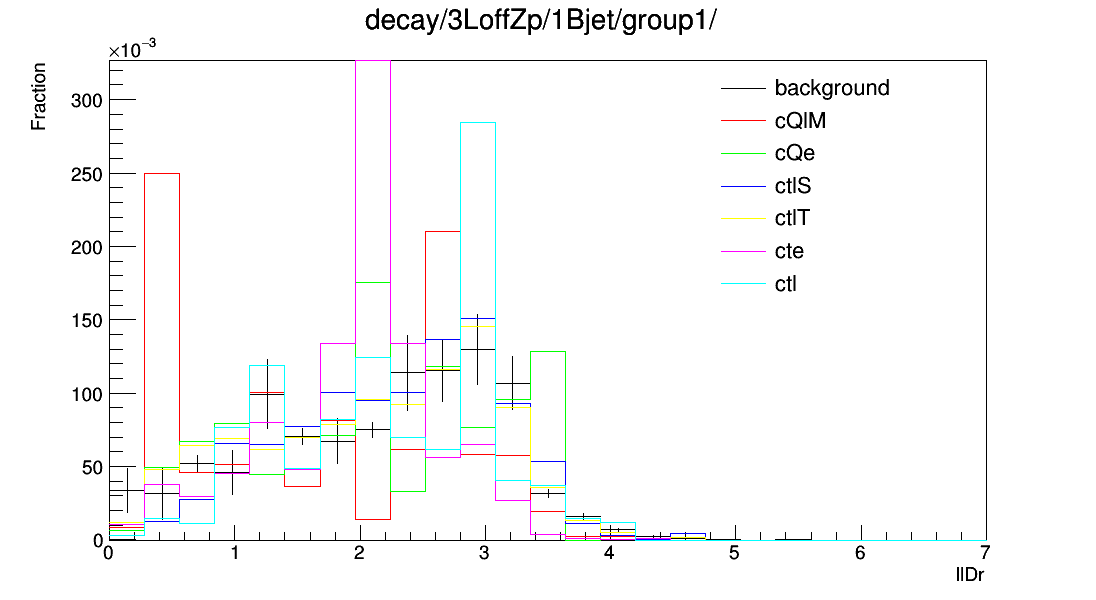 decay/3LoffZp/1Bjet/group1/
×10⁻³
Fraction
300
250
200
150
100
50
0
0 1 2 3 4 5 6 7
llDr
background
cQlM
cQe
ctlS
ctlT
cte
ctl